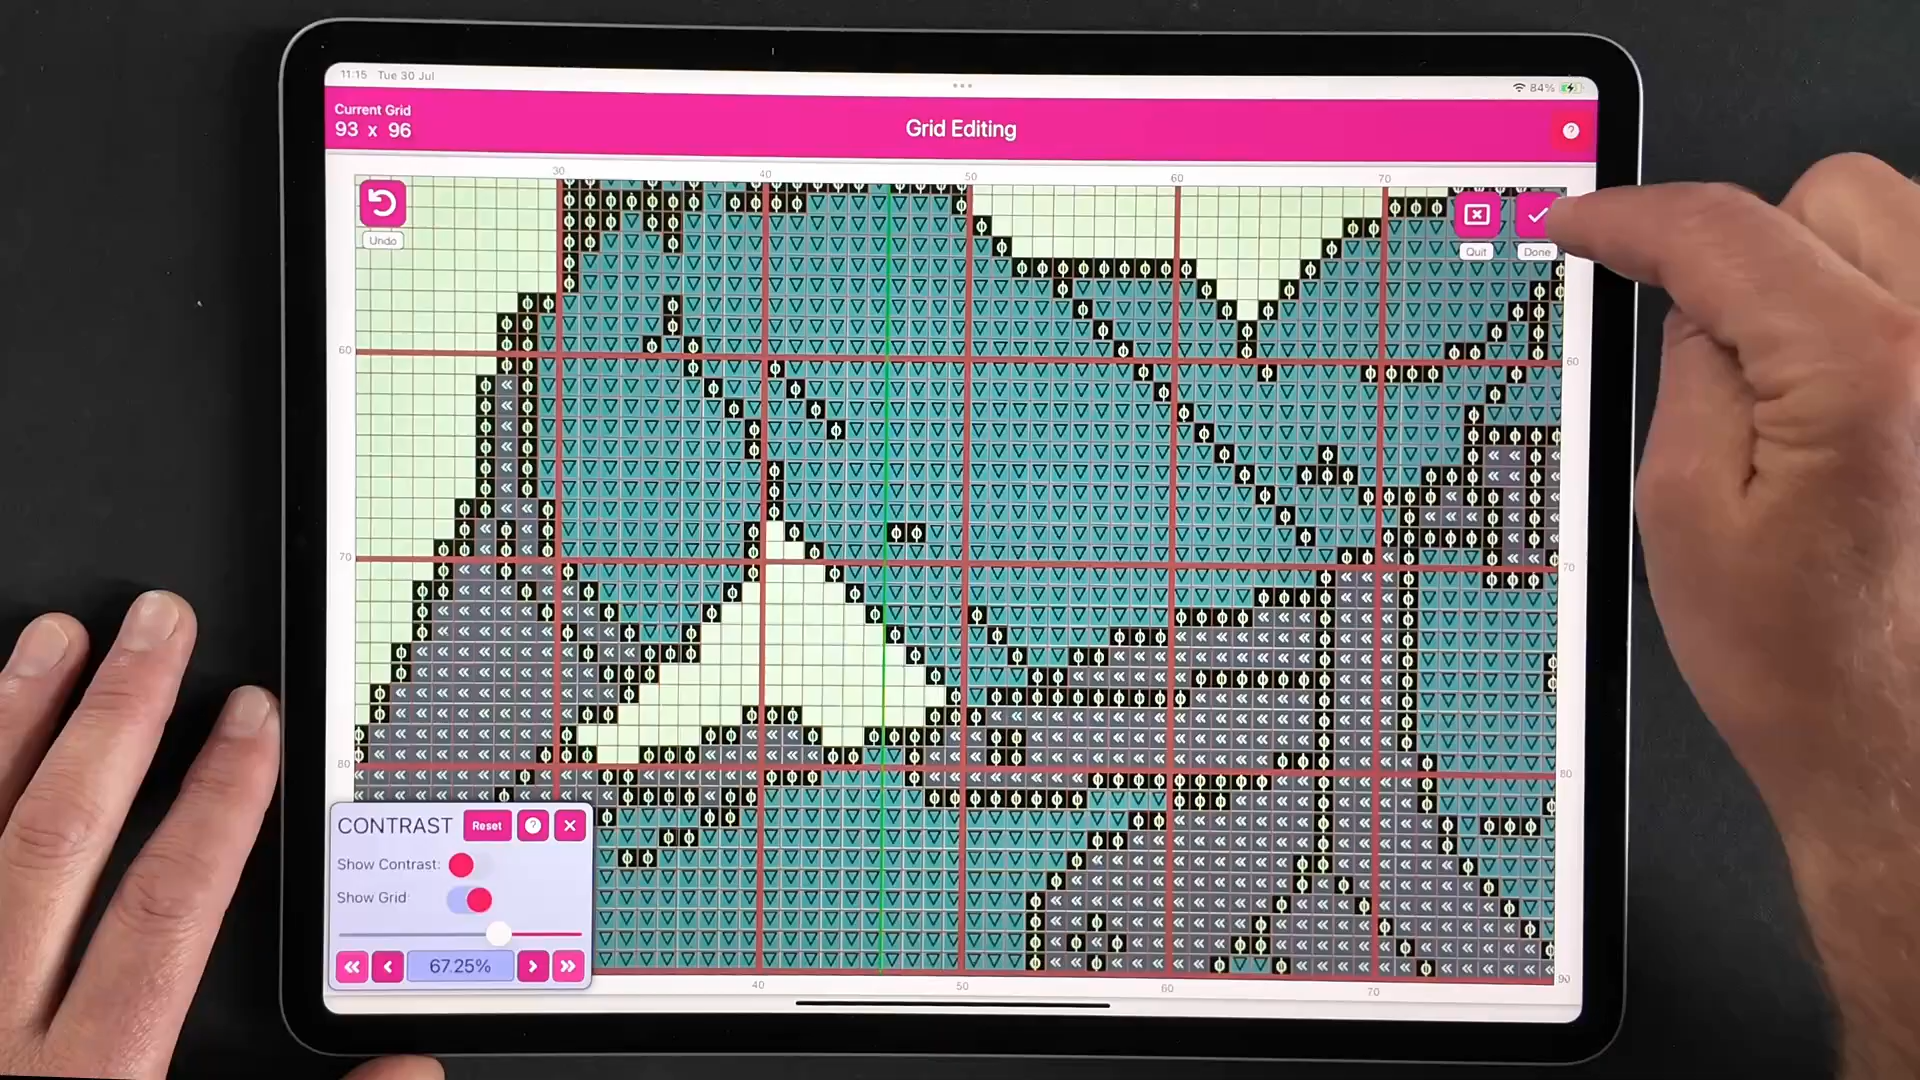 11:15 Tue 30 Jul
84%
Current Grid
93 x 96
Grid Editing
?
30 40 50 60 70
Undo
Quit
Done
60 60
70 70
80 80
CONTRAST Reset ?
Show Contrast:
Show Grid:
67.25%
90
40 50 60 70